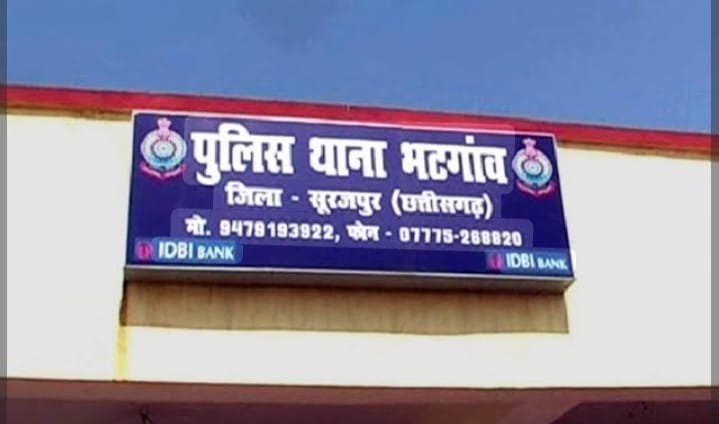 पुलिस थाना भटगांव
जिला - सूरजपुर (छत्तीसगढ़)
मो. 9479193922, फोन - 07775-268820
IDBI BANK
IDBI BANK